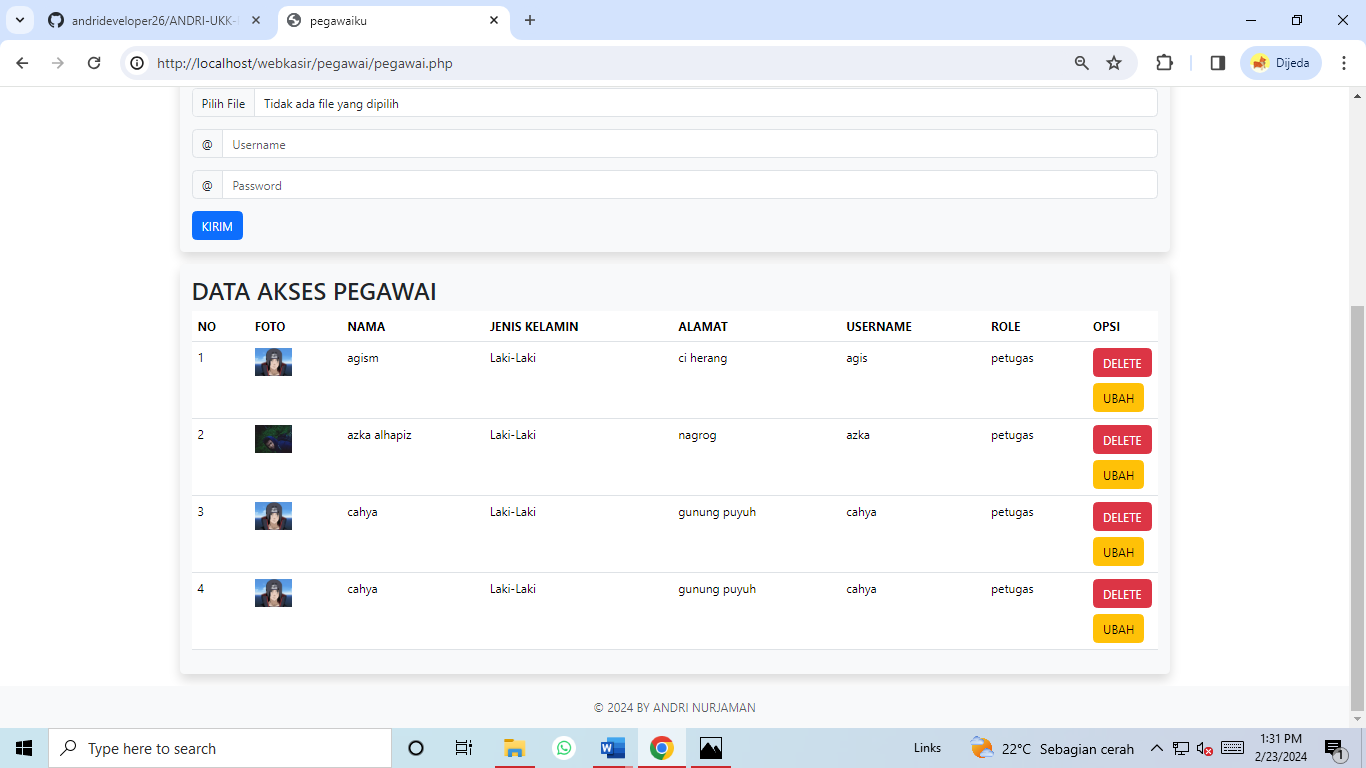 andrideveloper26/ANDRI-UKK-
pegawaiku
http://localhost/webkasir/pegawai/pegawai.php
Dijeda
Pilih File Tidak ada file yang dipilih
@ Username
@ Password
KIRIM
DATA AKSES PEGAWAI
NO FOTO NAMA JENIS KELAMIN ALAMAT USERNAME ROLE OPSI
1 agism Laki-Laki ci herang agis petugas DELETE
UBAH
2 azka alhapiz Laki-Laki nagrog azka petugas DELETE
UBAH
3 cahya Laki-Laki gunung puyuh cahya petugas DELETE
UBAH
4 cahya Laki-Laki gunung puyuh cahya petugas DELETE
UBAH
© 2024 BY ANDRI NURJAMAN
Type here to search
Links
22°C Sebagian cerah
1:31 PM
2/23/2024
1